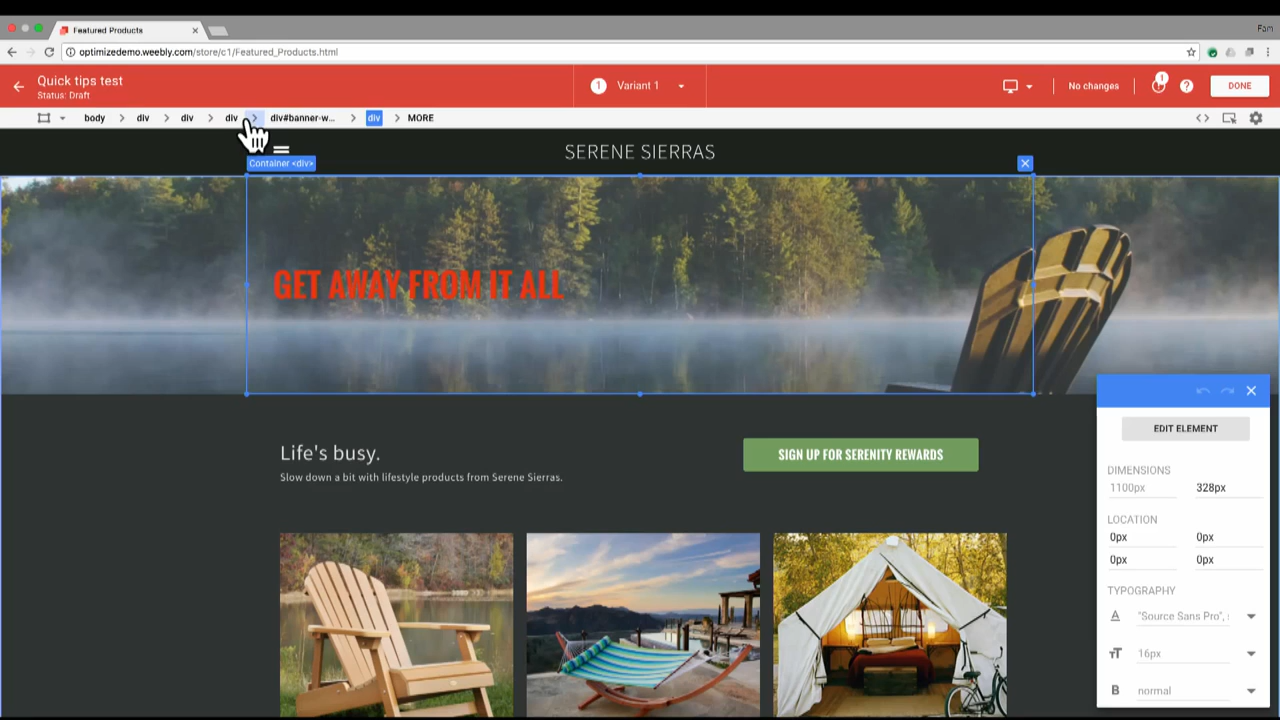 Featured Products
Fam
optimizedemo.weebly.com/store/c1/Featured_Products.html
Quick tips test
Status: Draft
1 Variant 1
No changes
!
?
DONE
body > div > div > div > div#banner-w... > div > MORE
SERENE SIERRAS
Container <div>
GET AWAY FROM IT ALL
EDIT ELEMENT
Life's busy.
SIGN UP FOR SERENITY REWARDS
Slow down a bit with lifestyle products from Serene Sierras.
DIMENSIONS
1100px 328px
LOCATION
0px 0px
0px 0px
TYPOGRAPHY
A "Source Sans Pro", s
TT 16px
B normal